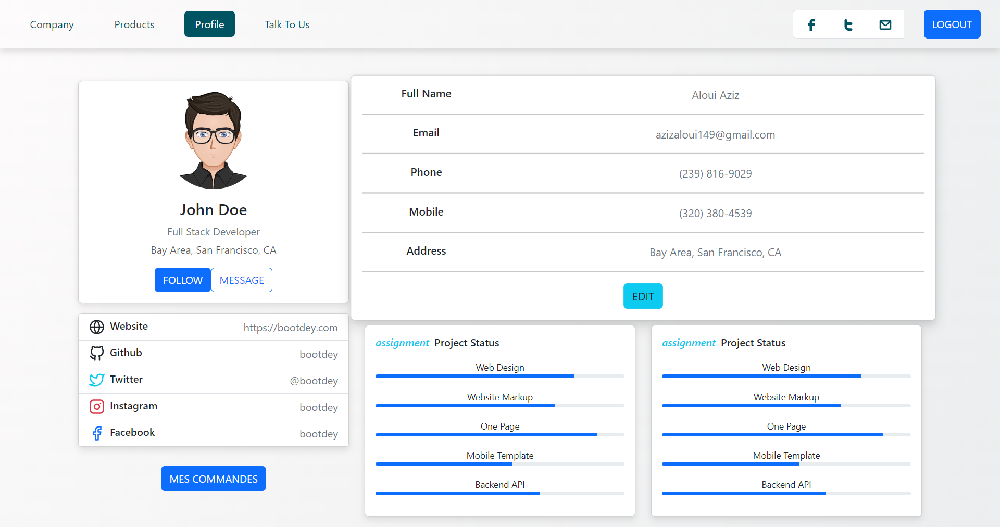 Company Products Profile Talk To Us LOGOUT
John Doe
Full Stack Developer
Bay Area, San Francisco, CA
FOLLOW MESSAGE
Website https://bootdey.com
Github bootdey
Twitter @bootdey
Instagram bootdey
Facebook bootdey
MES COMMANDES
Full Name Aloui Aziz
Email azizaloui149@gmail.com
Phone (239) 816-9029
Mobile (320) 380-4539
Address Bay Area, San Francisco, CA
EDIT
assignment Project Status
Web Design
Website Markup
One Page
Mobile Template
Backend API
assignment Project Status
Web Design
Website Markup
One Page
Mobile Template
Backend API